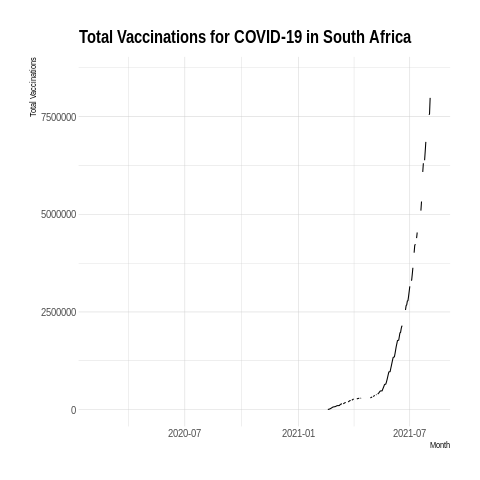 Total Vaccinations for COVID-19 in South Africa
Total Vaccinations
7500000
5000000
2500000
0
2020-07
2021-01
2021-07
Month